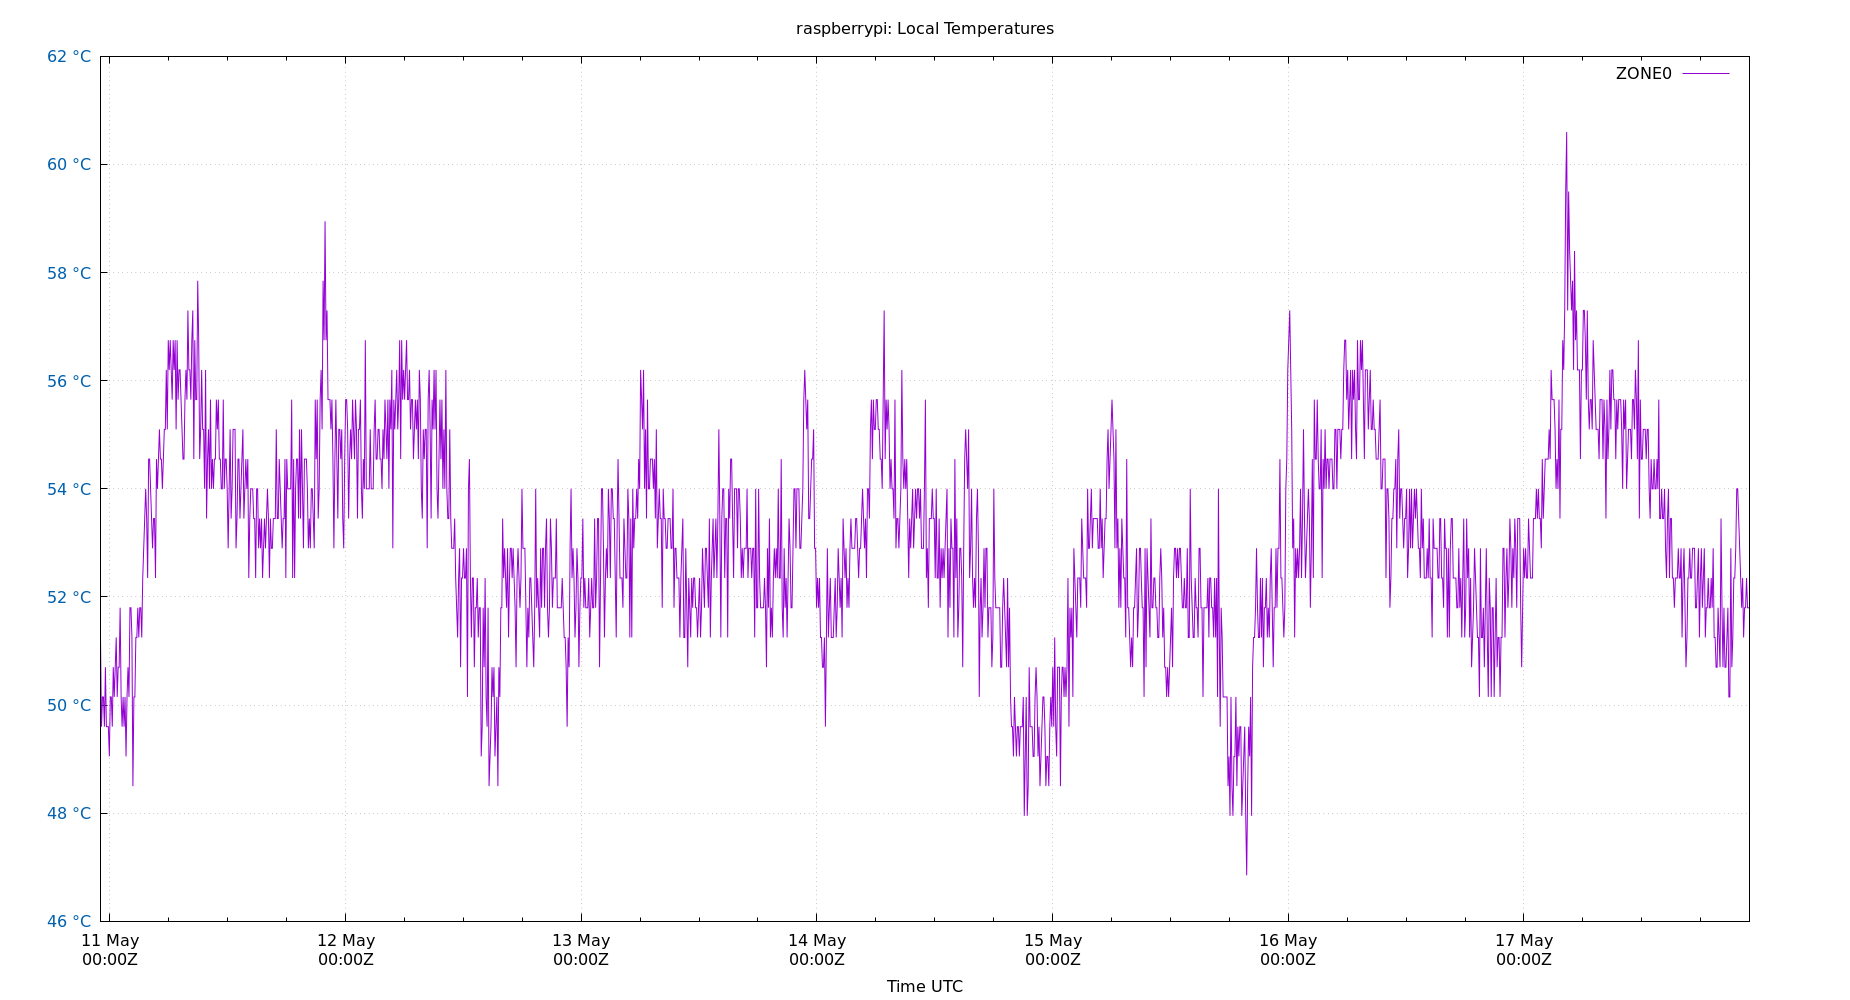 raspberrypi: Local Temperatures
62 °C
ZONE0
60 °C
58 °C
56 °C
54 °C
52 °C
50 °C
48 °C
46 °C
11 May 12 May 13 May 14 May 15 May 16 May 17 May
00:00Z 00:00Z 00:00Z 00:00Z 00:00Z 00:00Z 00:00Z
Time UTC